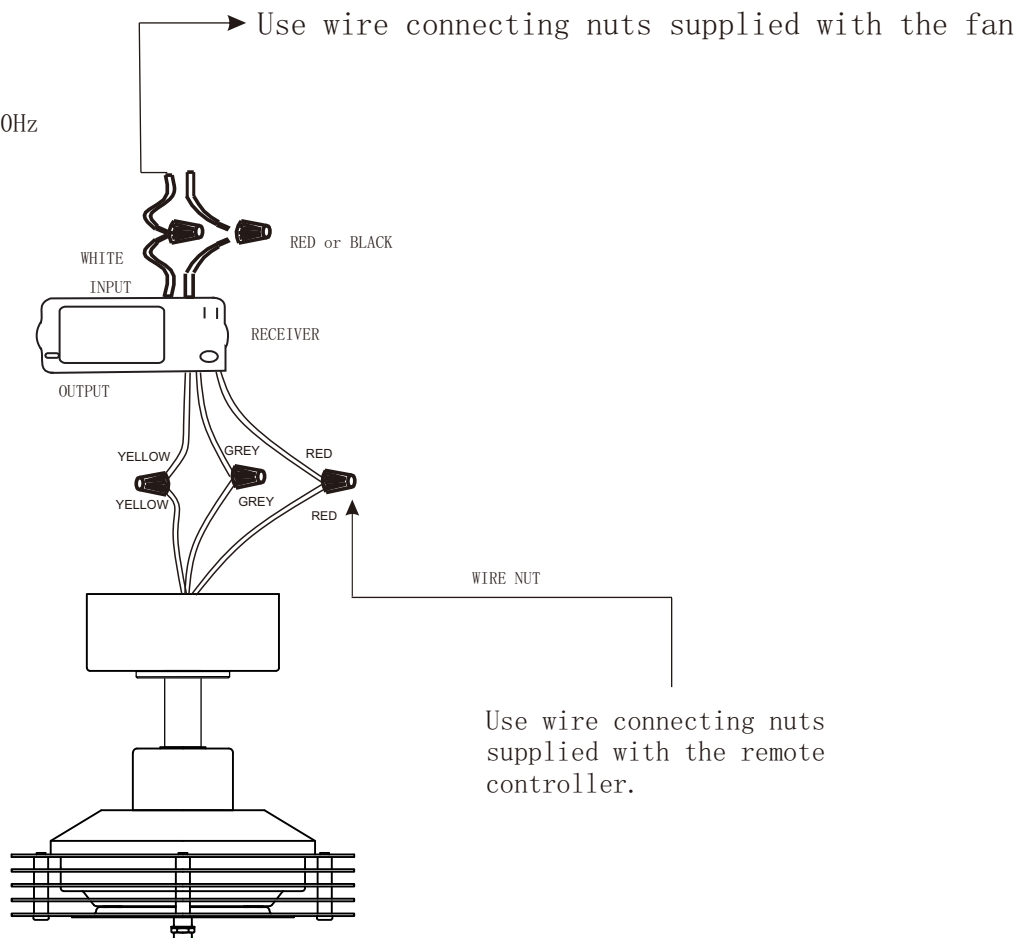 Use wire connecting nuts supplied with the fan
0Hz
RED or BLACK
WHITE
INPUT
RECEIVER
OUTPUT
YELLOW
GREY
RED
YELLOW
GREY
RED
WIRE NUT
Use wire connecting nuts
supplied with the remote
controller.